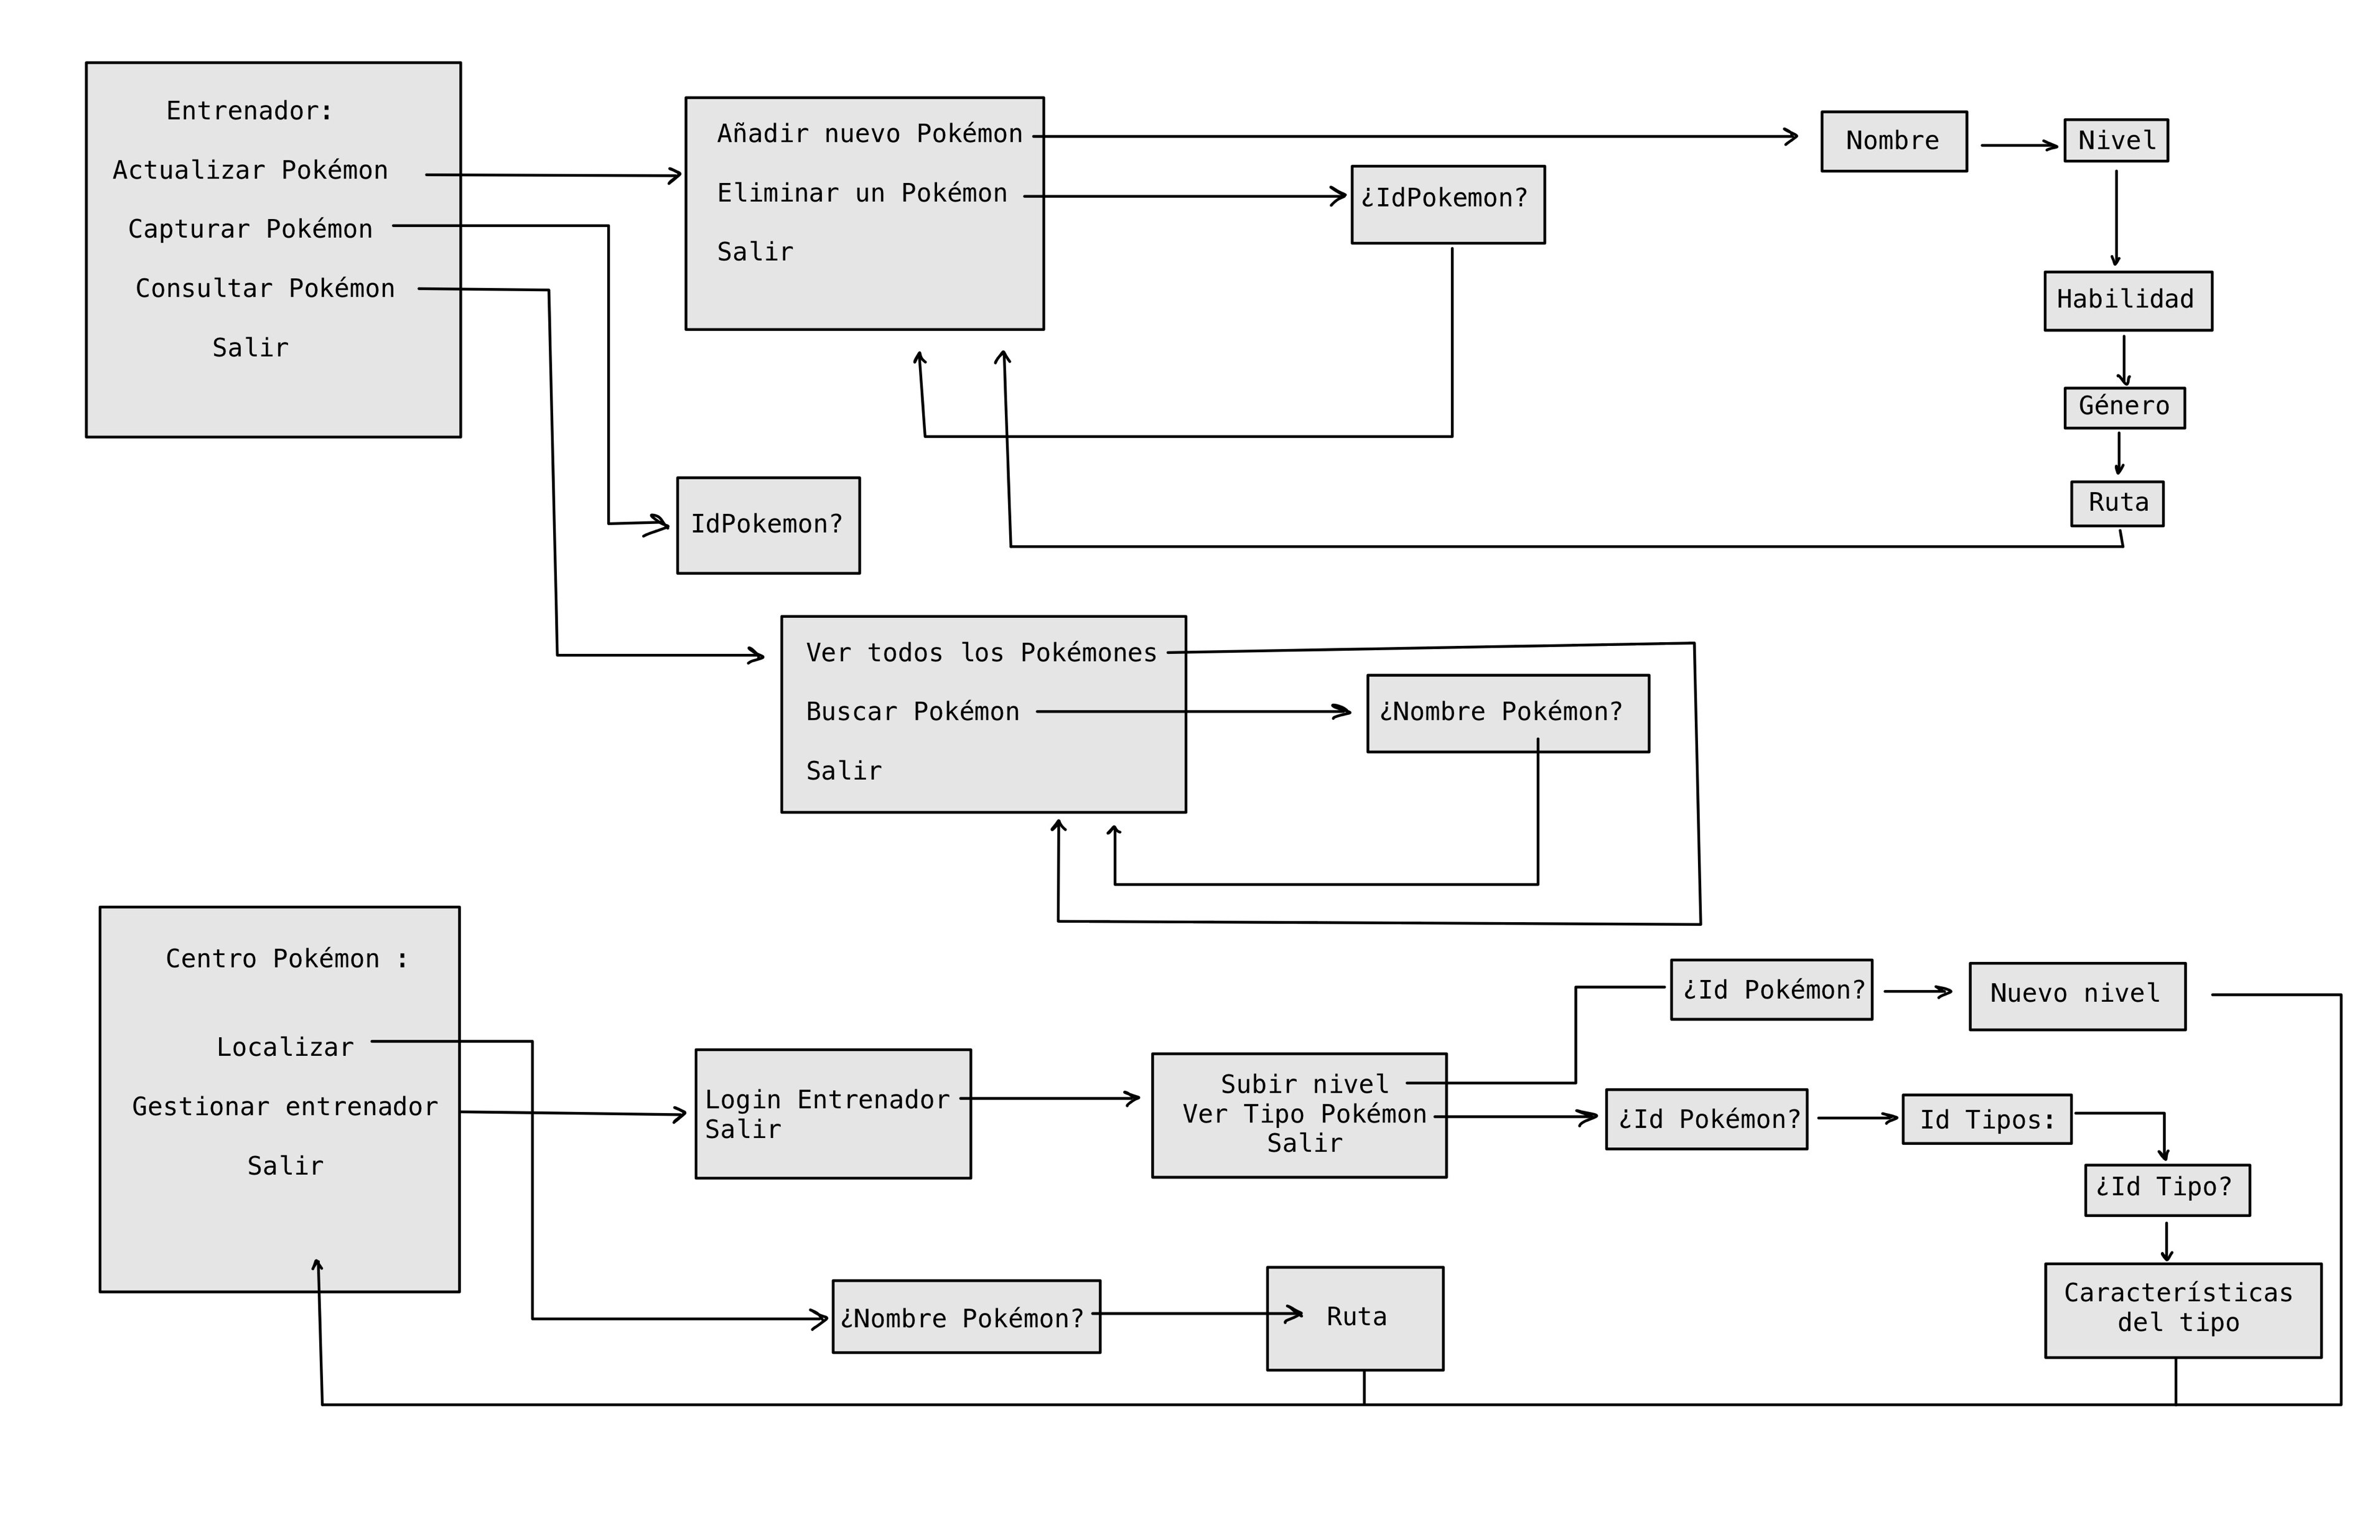 Entrenador:
Actualizar Pokémon
Capturar Pokémon
Consultar Pokémon
Salir
Añadir nuevo Pokémon
Eliminar un Pokémon
Salir
¿IdPokemon?
Nombre
Nivel
Habilidad
Género
Ruta
IdPokemon?
Ver todos los Pokémones
Buscar Pokémon
Salir
¿Nombre Pokémon?
Centro Pokémon :
Localizar
Gestionar entrenador
Salir
Login Entrenador
Salir
Subir nivel
Ver Tipo Pokémon
Salir
¿Id Pokémon?
Nuevo nivel
¿Id Pokémon?
Id Tipos:
¿Id Tipo?
Características
del tipo
¿Nombre Pokémon?
Ruta